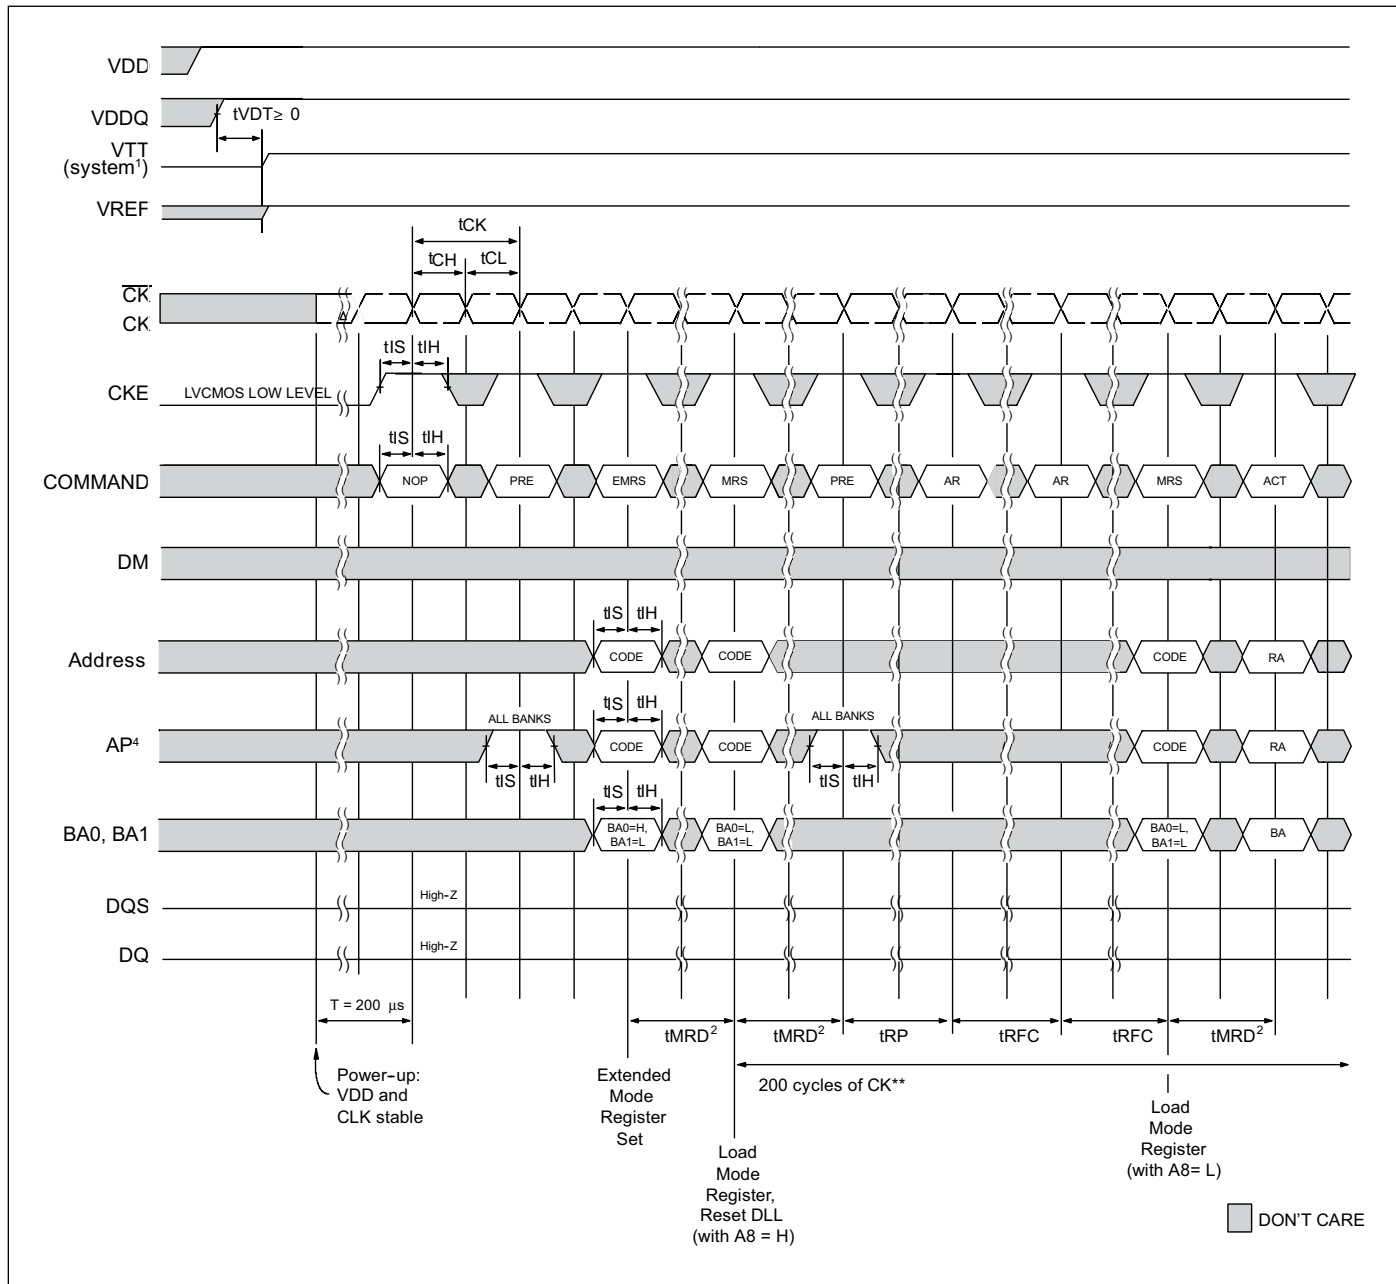 VDD
VDDQ
tVDT≥ 0
VTT
(system¹)
VREF
tCK
tCH
tCL
CK
CK
tIS
tIH
CKE
LVCMOS LOW LEVEL
tIS
tIH
COMMAND
NOP
PRE
EMRS
MRS
PRE
AR
AR
MRS
ACT
DM
tIS
tIH
Address
CODE
CODE
CODE
RA
ALL BANKS
tIS
tIH
ALL BANKS
AP⁴
CODE
CODE
CODE
RA
tIS
tIH
tIS
tIH
tIS
tIH
BA0, BA1
BA0=H,
BA1=L
BA0=L,
BA1=L
BA0=L,
BA1=L
BA
DQS
High-Z
DQ
High-Z
T = 200 µs
tMRD²
tMRD²
tRP
tRFC
tRFC
tMRD²
Power-up:
VDD and
CLK stable
Extended
Mode
Register
Set
200 cycles of CK**
Load
Mode
Register,
Reset DLL
(with A8 = H)
Load
Mode
Register
(with A8= L)
DON'T CARE